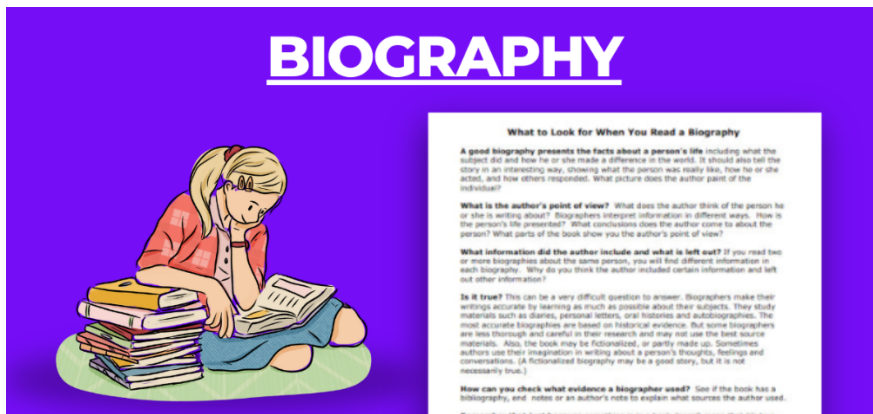 BIOGRAPHY
What to Look for When You Read a Biography
A good biography presents the facts about a person's life including what the
subject did and how he or she made a difference in the world. It should also tell the
story in an interesting way, showing what the person was really like, how he or she
acted, and how others responded. What picture does the author paint of the
individual?
What is the author's point of view? What does the author think of the person he
or she is writing about? Biographers interpret information in different ways. How is
the person's life presented? What conclusions does the author come to about the
person? What parts of the book show you the author's point of view?
What information did the author include and what is left out? If you read two
or more biographies about the same person, you will find different information in
each biography. Why do you think the author included certain information and left
out other information?
Is it true? This can be a very difficult question to answer. Biographers make their
writings accurate by learning as much as possible about their subjects. They study
materials such as diaries, personal letters, oral histories and autobiographies. The
most accurate biographies are based on historical evidence. But some biographers
are less thorough and careful in their research and may not use the best source
materials. Also, the book may be fictionalized, or partly made up. Sometimes
authors use their imagination in writing about a person's thoughts, feelings and
conversations. (A fictionalized biography may be a good story, but it is not
necessarily true.)
How can you check what evidence a biographer used? See if the book has a
bibliography, end notes or an author's note to explain what sources the author used.